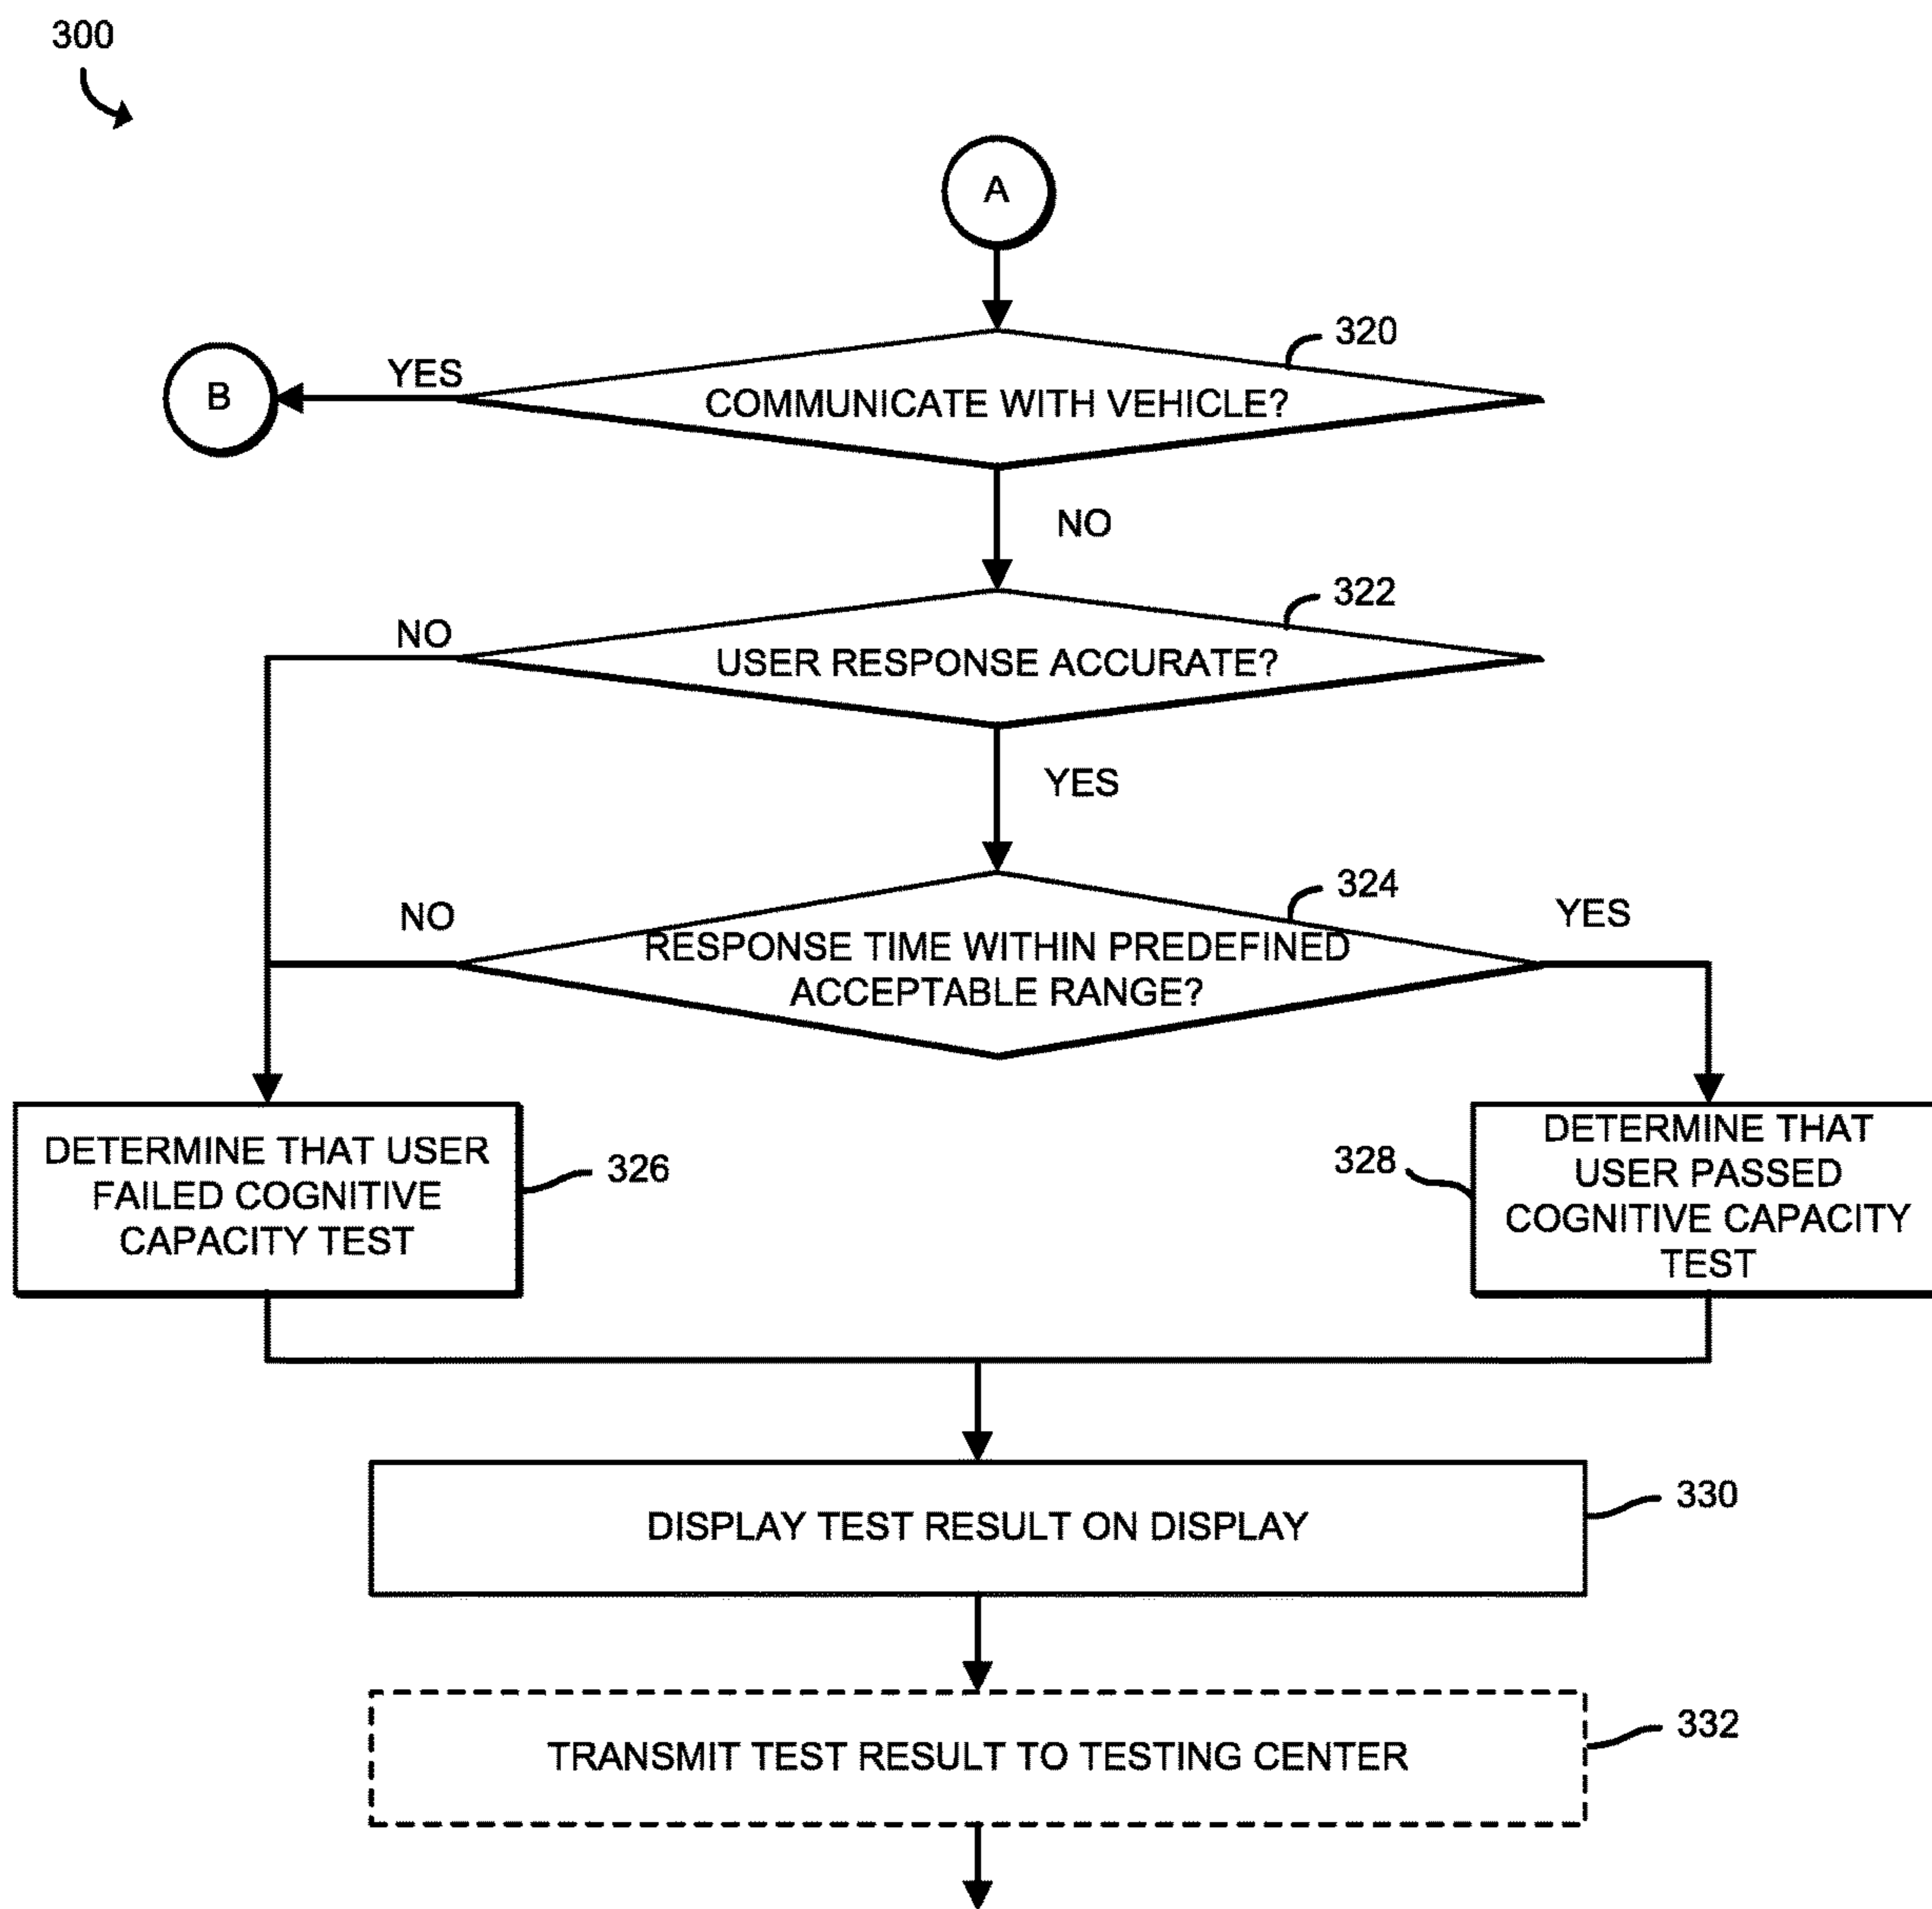 300
A
320
YES
B
COMMUNICATE WITH VEHICLE?
NO
322
NO
USER RESPONSE ACCURATE?
YES
324
NO
YES
RESPONSE TIME WITHIN PREDEFINED
ACCEPTABLE RANGE?
DETERMINE THAT USER
FAILED COGNITIVE
CAPACITY TEST
326
328
DETERMINE THAT
USER PASSED
COGNITIVE CAPACITY
TEST
330
DISPLAY TEST RESULT ON DISPLAY
332
TRANSMIT TEST RESULT TO TESTING CENTER